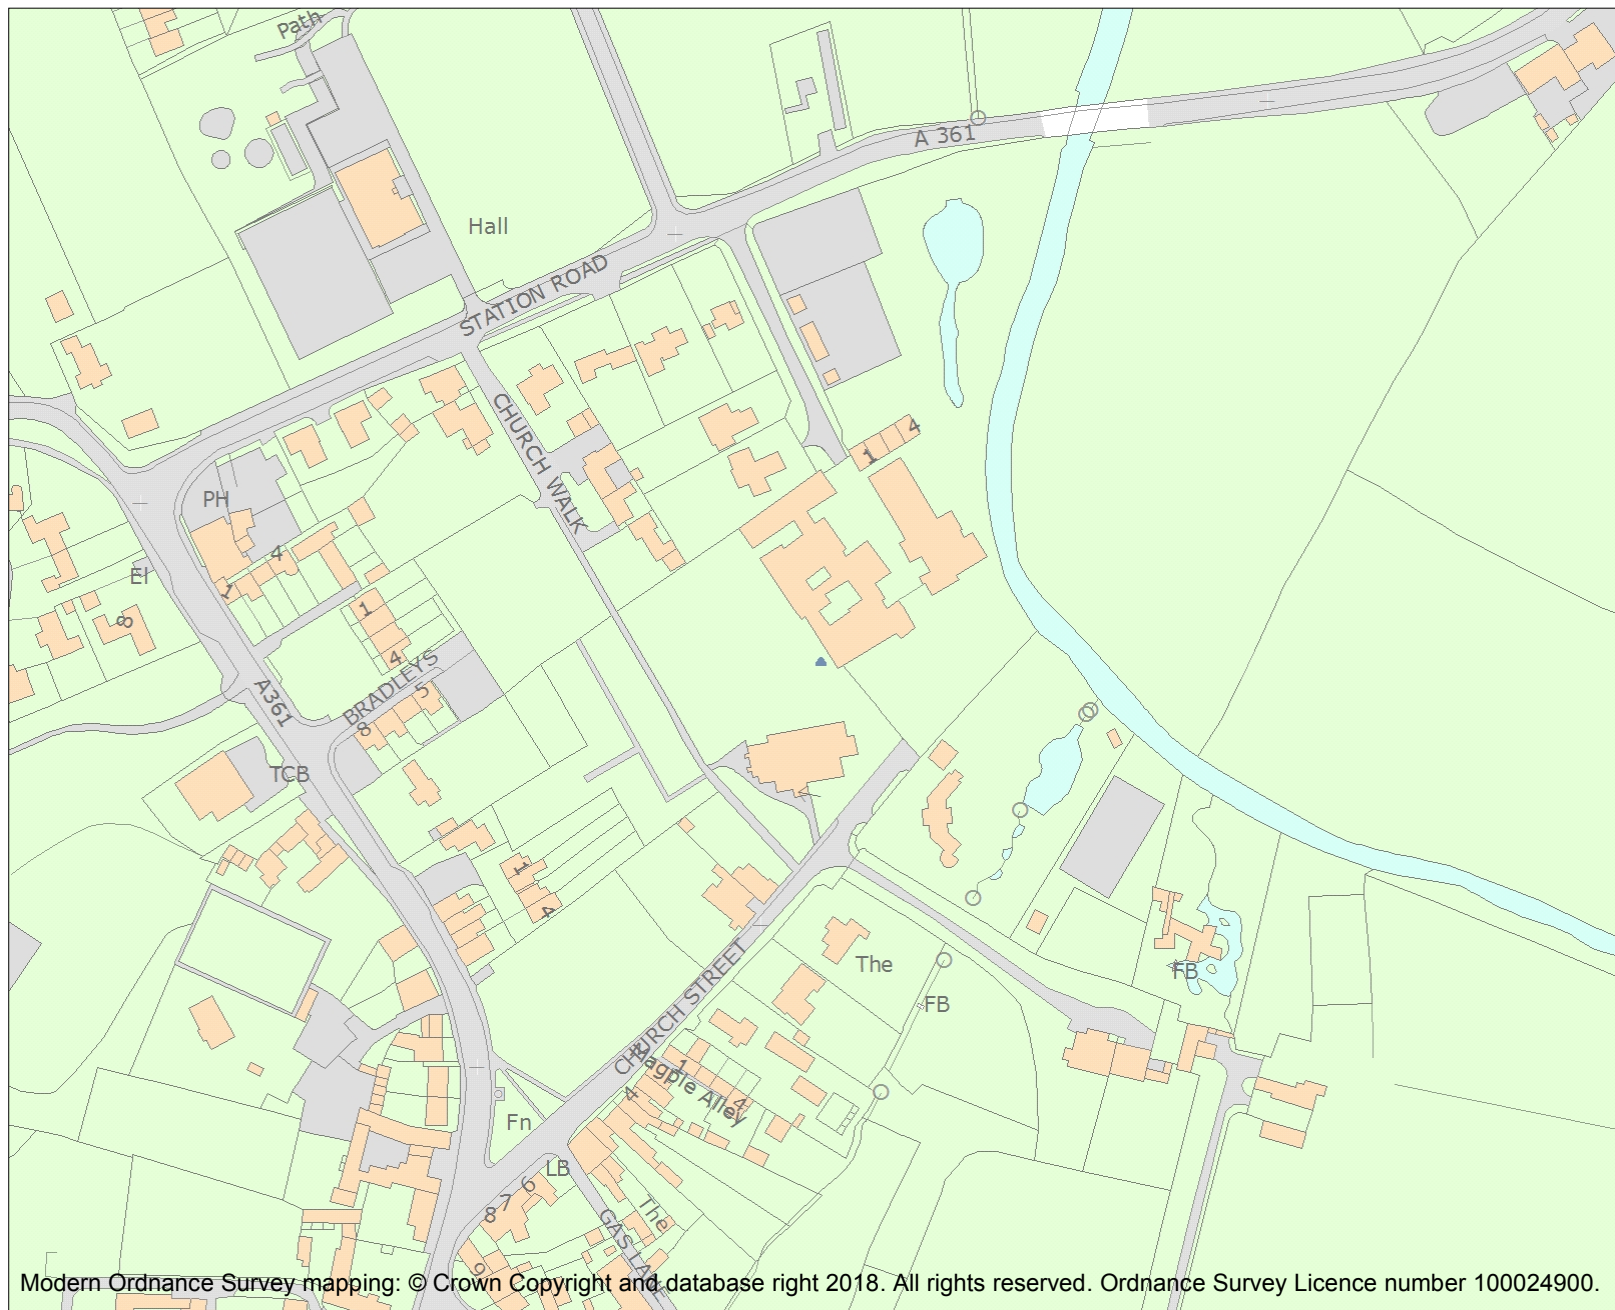 Path
A 361
Hall
STATION ROAD
CHURCH WALK
4
1
PH
4
El
1
1
8
4
BRADLEYS
5
A361
8
TCB
1
4
The
FB
FB
CHURCH STREET
1
Magpie Alley
4
4
Fn
LB
6
7
8
The
GAS LANE
9
Modern Ordnance Survey mapping: © Crown Copyright and database right 2018. All rights reserved. Ordnance Survey Licence number 100024900.